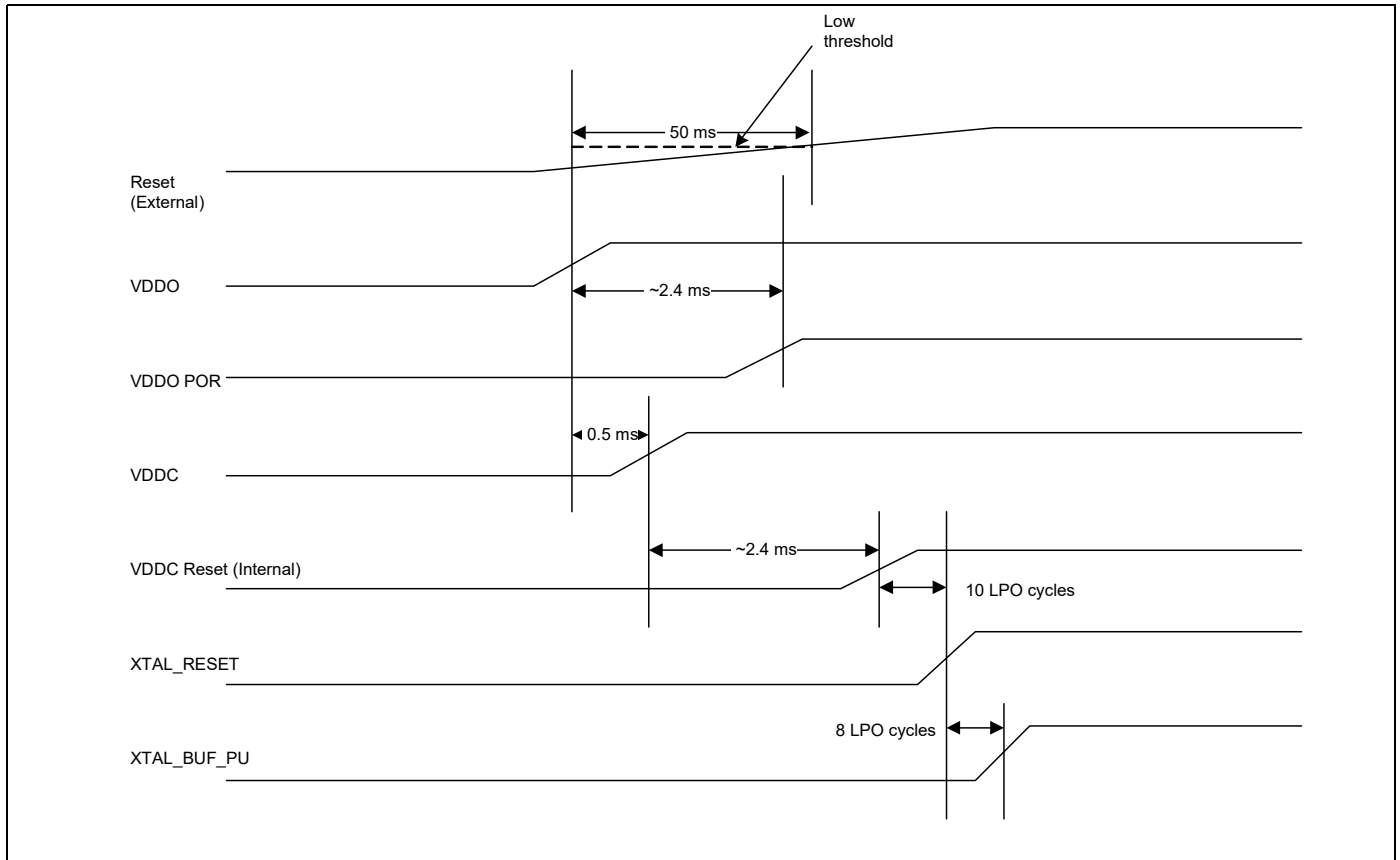 Low
threshold
50 ms
Reset
(External)
VDDO
~2.4 ms
VDDO POR
0.5 ms
VDDC
~2.4 ms
VDDC Reset (Internal)
10 LPO cycles
XTAL_RESET
8 LPO cycles
XTAL_BUF_PU